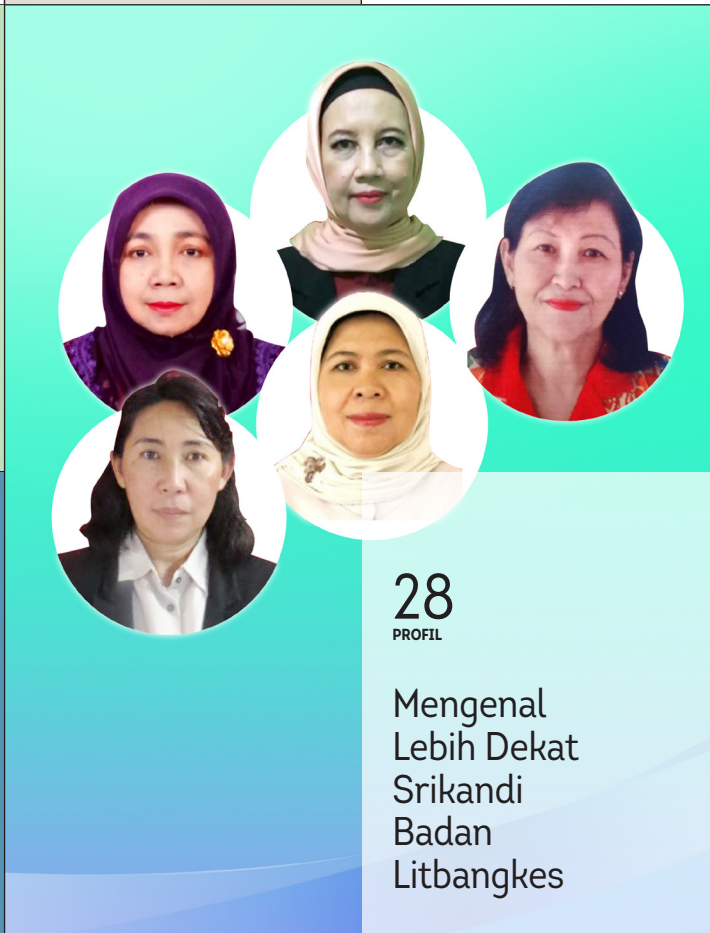 28
PROFIL
Mengenal
Lebih Dekat
Srikandi
Badan
Litbangkes